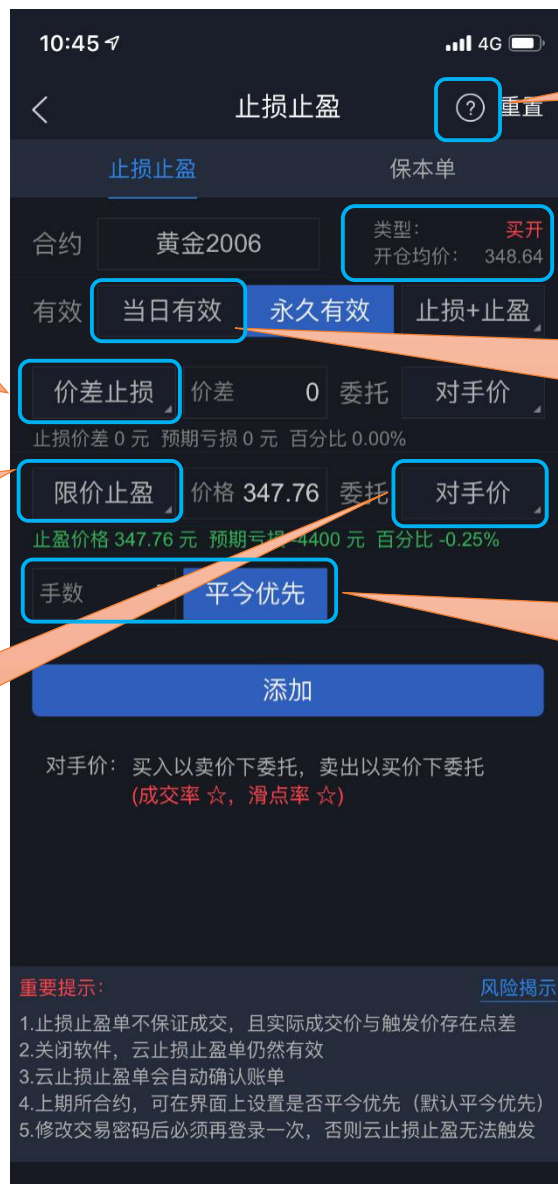 10:45 4G
止损止盈 ? 重置
止损止盈 保本单
合约 黄金2006 类型: 买开
开仓均价: 348.64
有效 当日有效 永久有效 止损+止盈
价差止损 价差 0 委托 对手价
止损价差 0 元 预期亏损 0 元 百分比 0.00%
限价止盈 价格 347.76 委托 对手价
止盈价格 347.76 元 预期亏损 -4400 元 百分比 -0.25%
手数 平今优先
添加
对手价: 买入以卖价下委托, 卖出以买价下委托
(成交率 ☆, 滑点率 ☆)
重要提示: 风险揭示
1.止损止盈单不保证成交, 且实际成交价与触发价存在点差
2.关闭软件, 云止损止盈单仍然有效
3.云止损止盈单会自动确认账单
4.上期所合约, 可在界面上设置是否平今优先 (默认平今优先)
5.修改交易密码后必须再登录一次, 否则云止损止盈无法触发